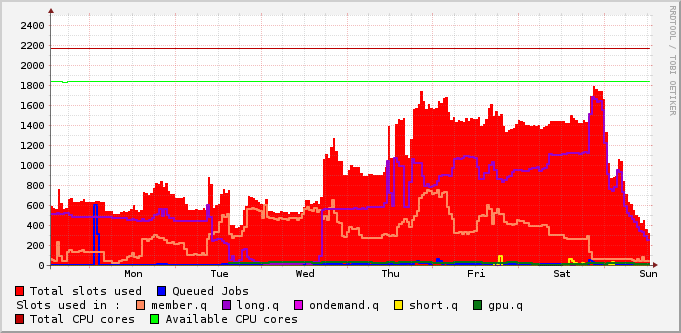 2400
2200
2000
1800
1600
1400
1200
1000
800
600
400
200
0
Mon Tue Wed Thu Fri Sat Sun
RRDTOOL / TOBI OETIKER
Total slots used Queued Jobs
Slots used in : member.q long.q ondemand.q short.q gpu.q
Total CPU cores Available CPU cores